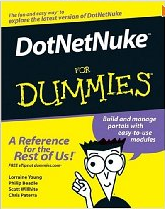 The fun and easy way to
explore the latest version of DotNetNuke
DotNetNuke
FOR
DUMMIES
Build and manage
portals with
easy-to-use
modules
A Reference
for the
Rest of Us!
FREE eTips at dummies.com
Lorraine Young
Philip Beadle
Scott Willhite
Chris Paterra